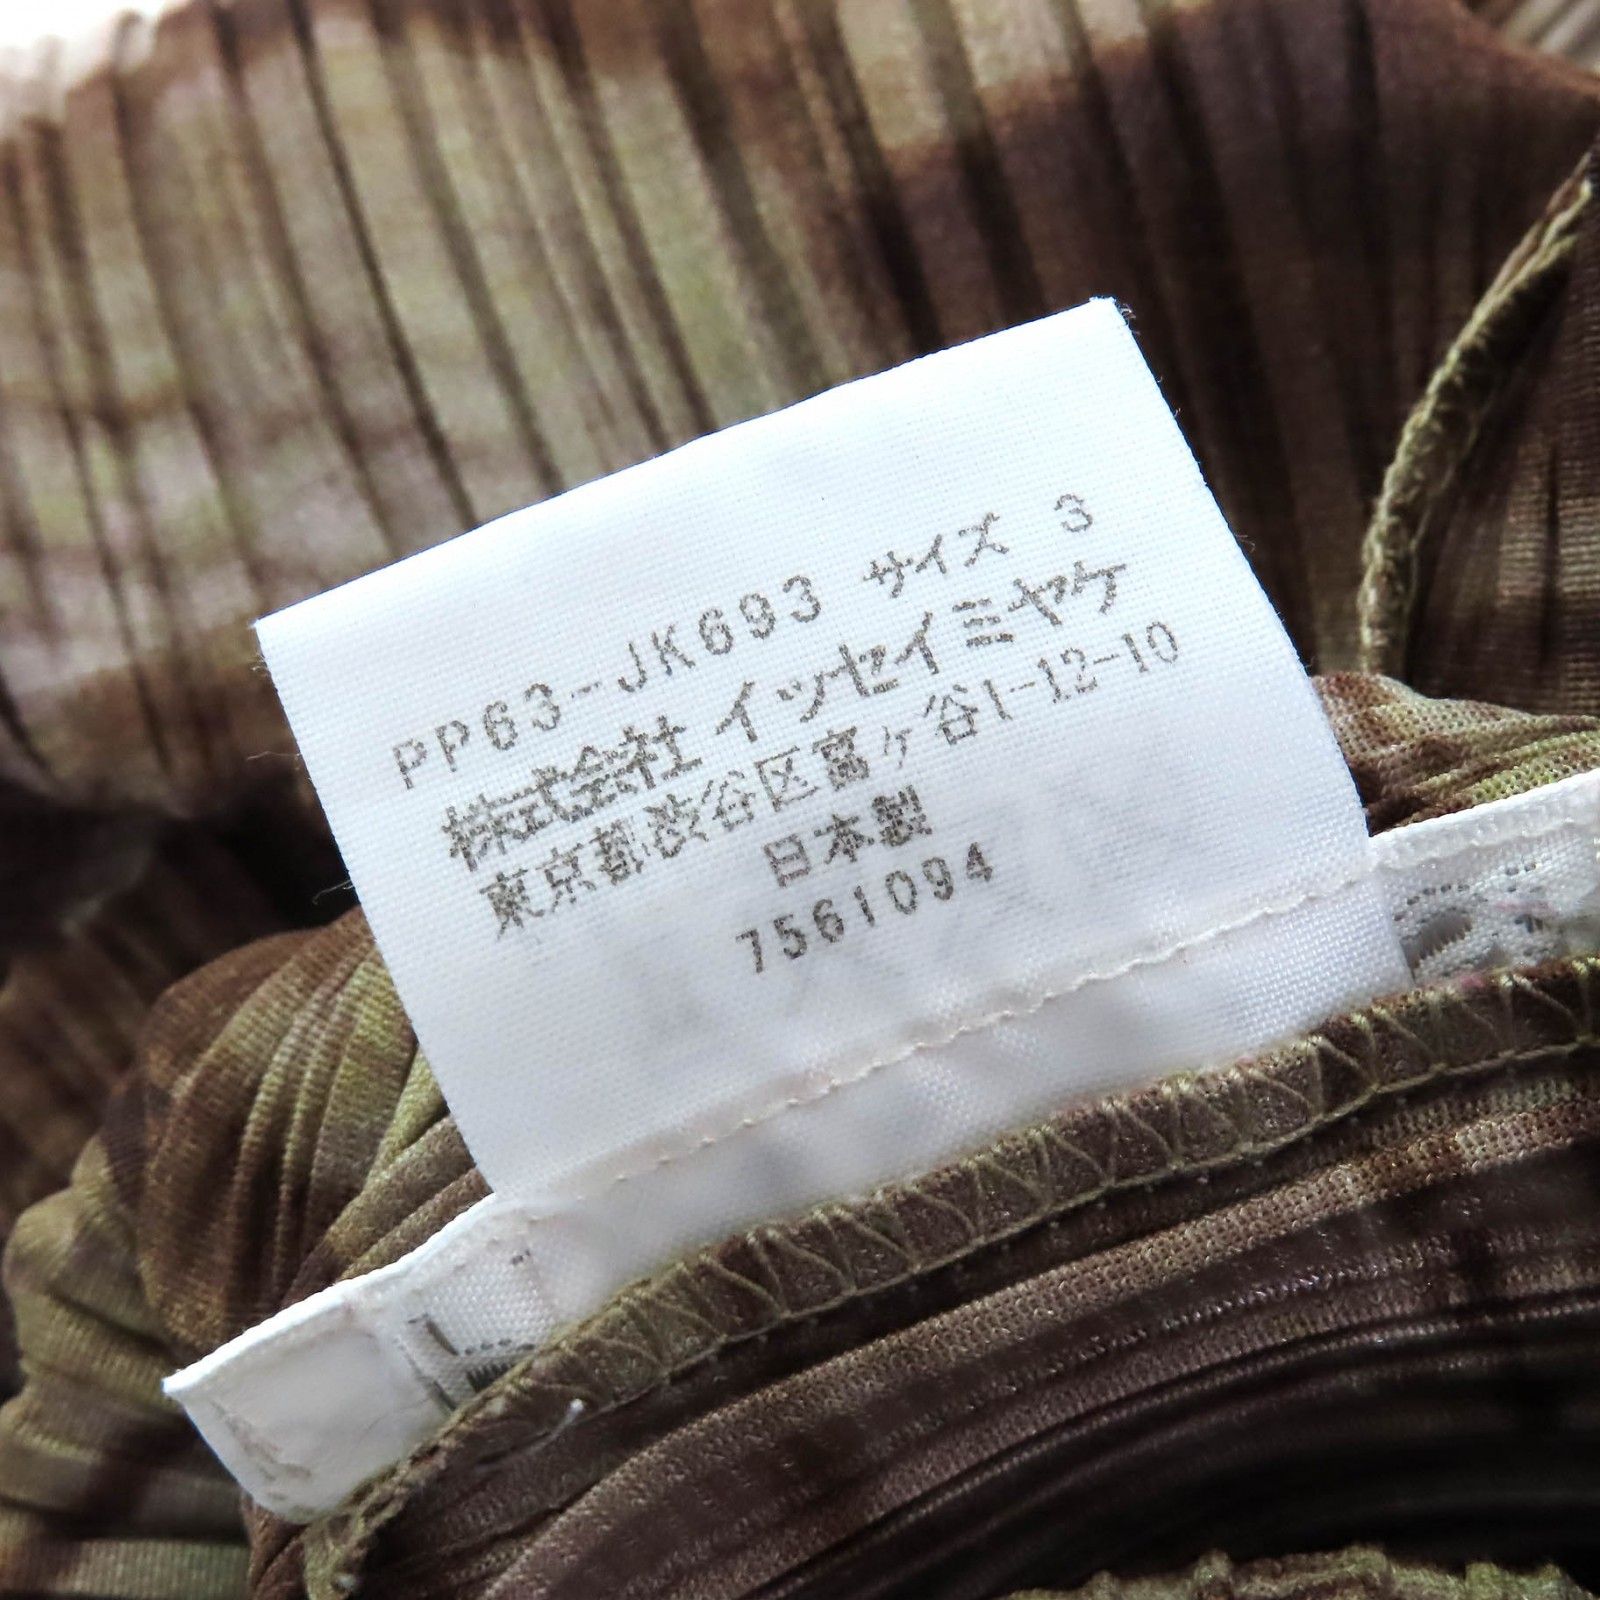 PP63-JK693 サイズ 3
株式会社 イッセイミヤケ
東京都渋谷区富ヶ谷1-12-10
日本製
7561094